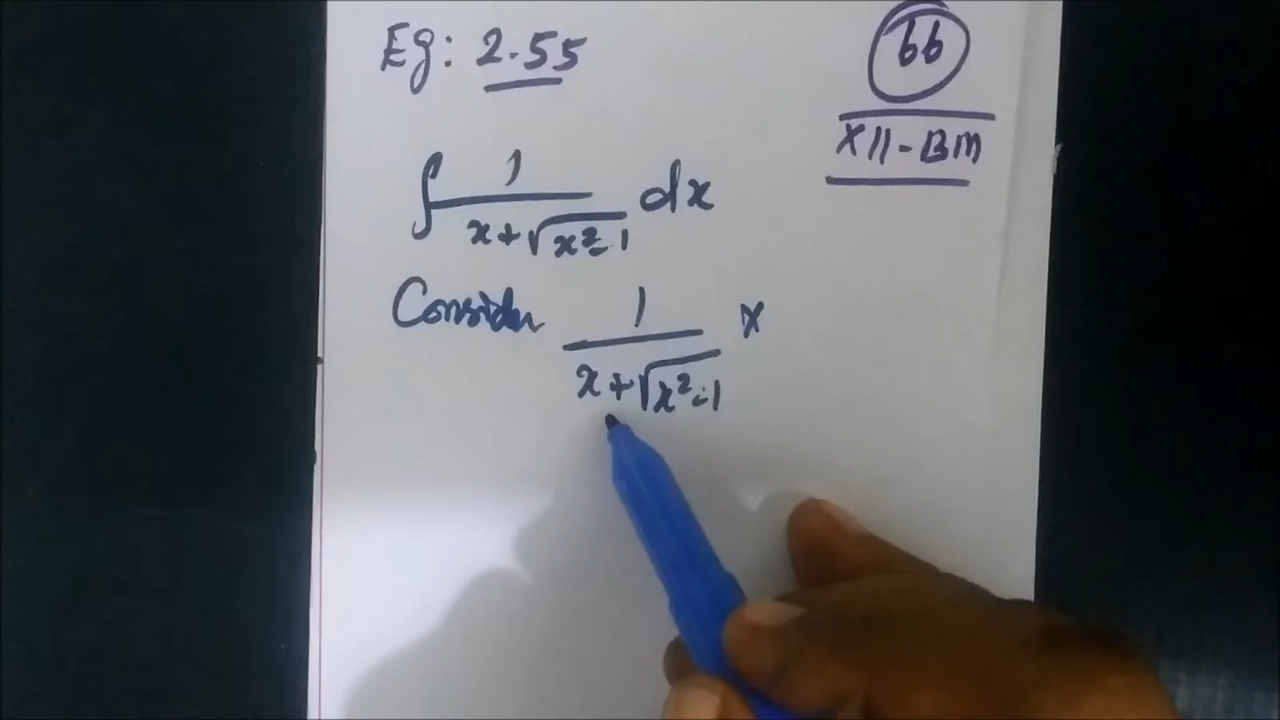 Eg: 2.55
66
XII-BM
∫ 1/(x+√(x²-1)) dx
Consider 1/(x+√(x²-1)) ×